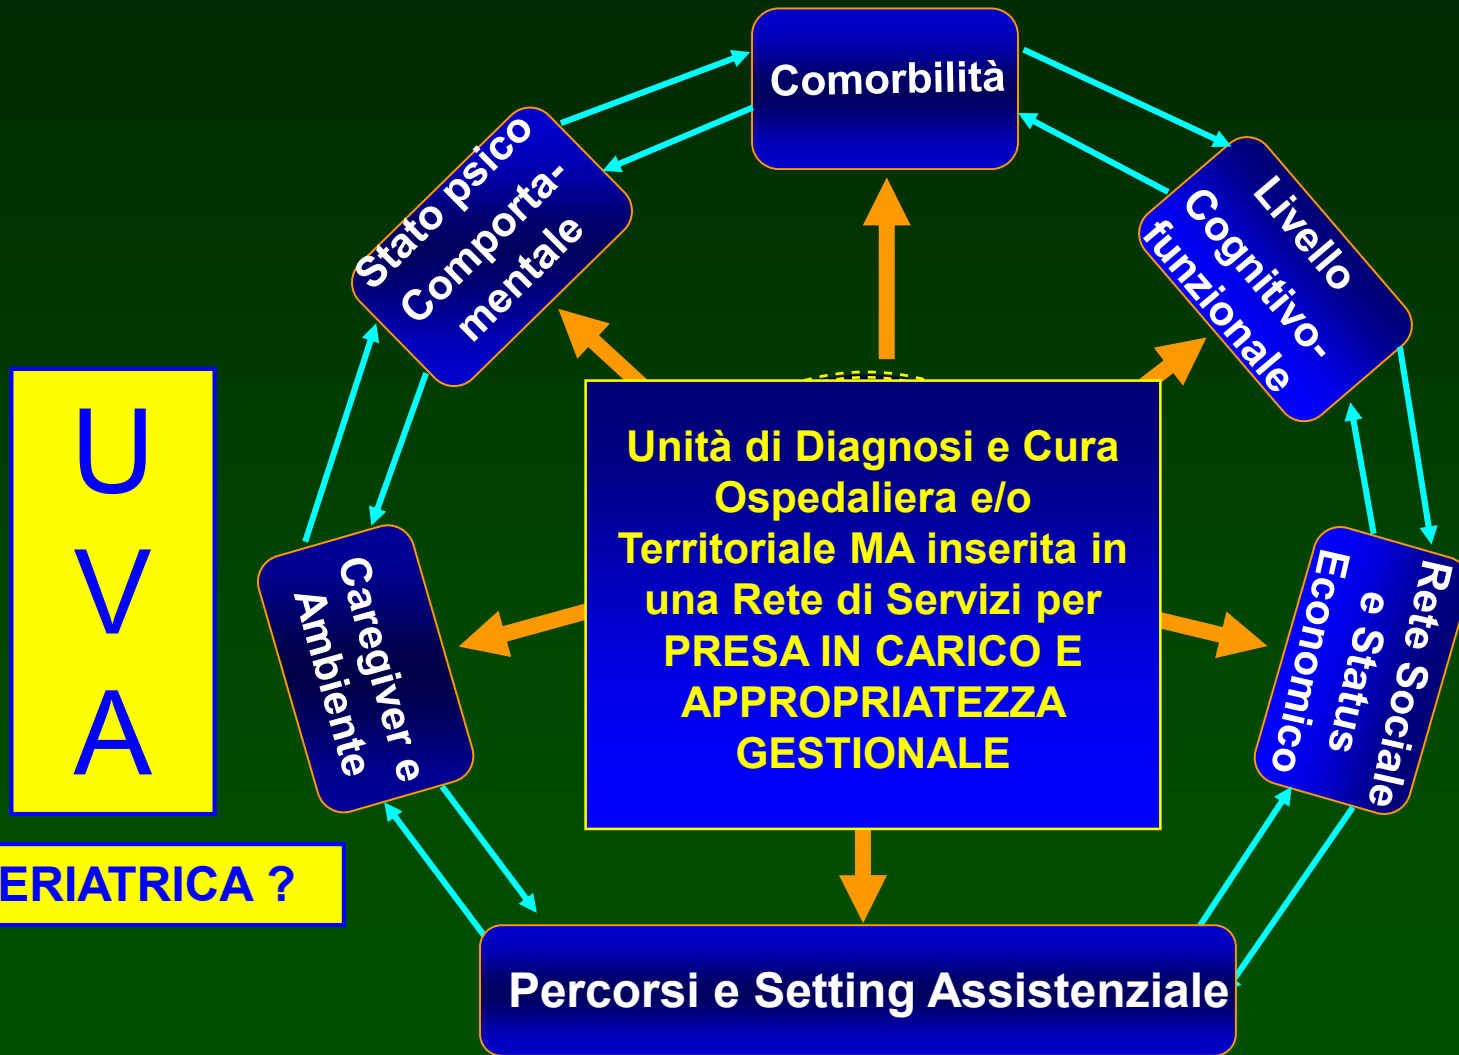 Comorbilità
Stato psico
Comporta-
mentale
Livello
Cognitivo-
funzionale
U
V
A
Unità di Diagnosi e Cura
Ospedaliera e/o
Territoriale MA inserita in
una Rete di Servizi per
PRESA IN CARICO E
APPROPRIATEZZA
GESTIONALE
Caregiver e
Ambiente
Rete Sociale
e Status
Economico
ERIATRICA ?
Percorsi e Setting Assistenziale